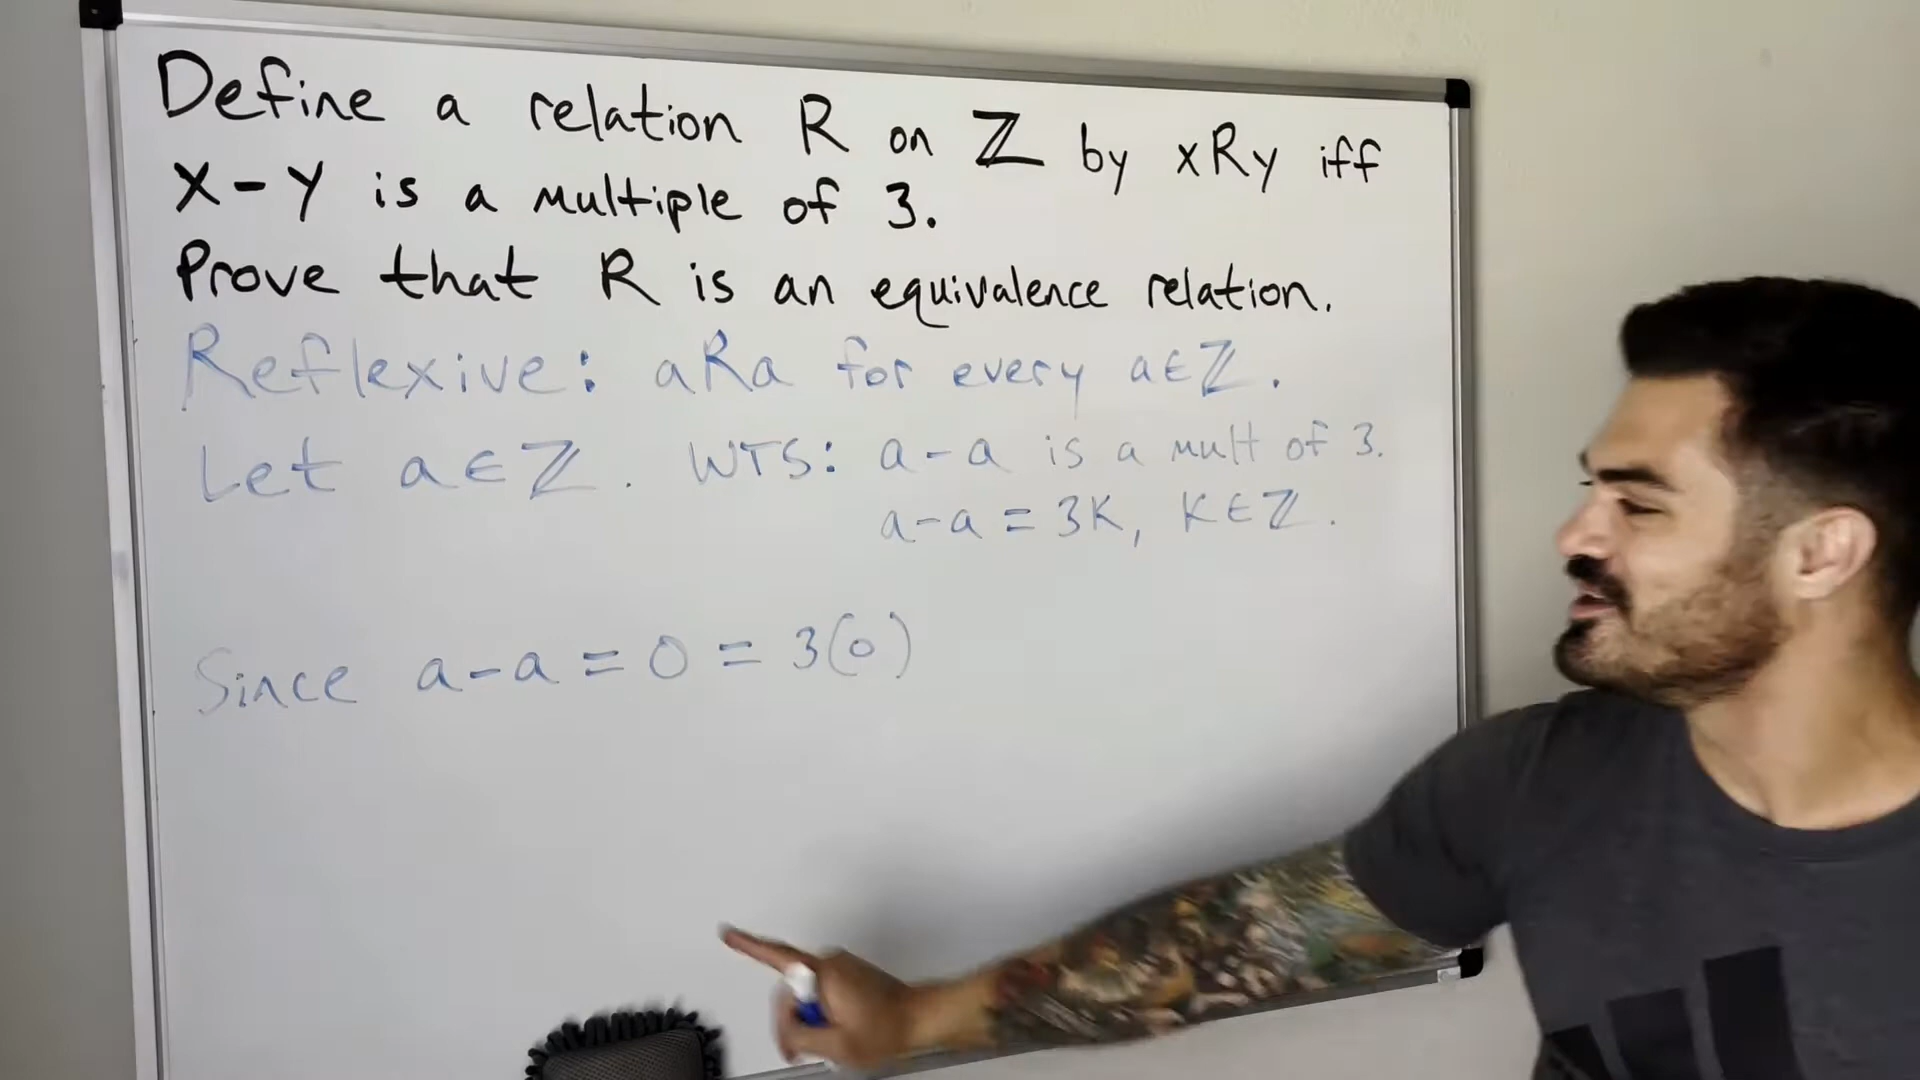 Define a relation R on ℤ by xRy iff
x-y is a multiple of 3.
Prove that R is an equivalence relation.
Reflexive: aRa for every a∈ℤ.
Let a∈ℤ. WTS: a-a is a mult of 3.
a-a = 3K, K∈ℤ.
Since a-a = 0 = 3(0)